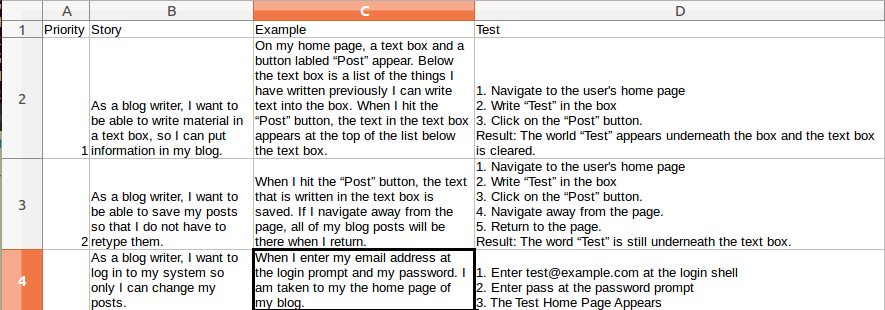 A B C D
1 Priority Story Example Test
2
On my home page, a text box and a
button labled “Post” appear. Below
the text box is a list of the things I
have written previously I can write
text into the box. When I hit the
“Post” button, the text in the text box
appears at the top of the list below
the text box.
As a blog writer, I want to
be able to write material in
a text box, so I can put
information in my blog.
1
1. Navigate to the user's home page
2. Write “Test” in the box
3. Click on the “Post” button.
Result: The world “Test” appears underneath the box and the text box
is cleared.
3
2
As a blog writer, I want to
be able to save my posts
so that I do not have to
retype them.
When I hit the “Post” button, the text
that is written in the text box is
saved. If I navigate away from the
page, all of my blog posts will be
there when I return.
1. Navigate to the user's home page
2. Write “Test” in the box
3. Click on the “Post” button.
4. Navigate away from the page.
5. Return to the page.
Result: The word “Test” is still underneath the text box.
4
As a blog writer, I want to
log in to my system so
only I can change my
posts.
When I enter my email address at
the login prompt and my password. I
am taken to my the home page of
my blog.
1. Enter test@example.com at the login shell
2. Enter pass at the password prompt
3. The Test Home Page Appears